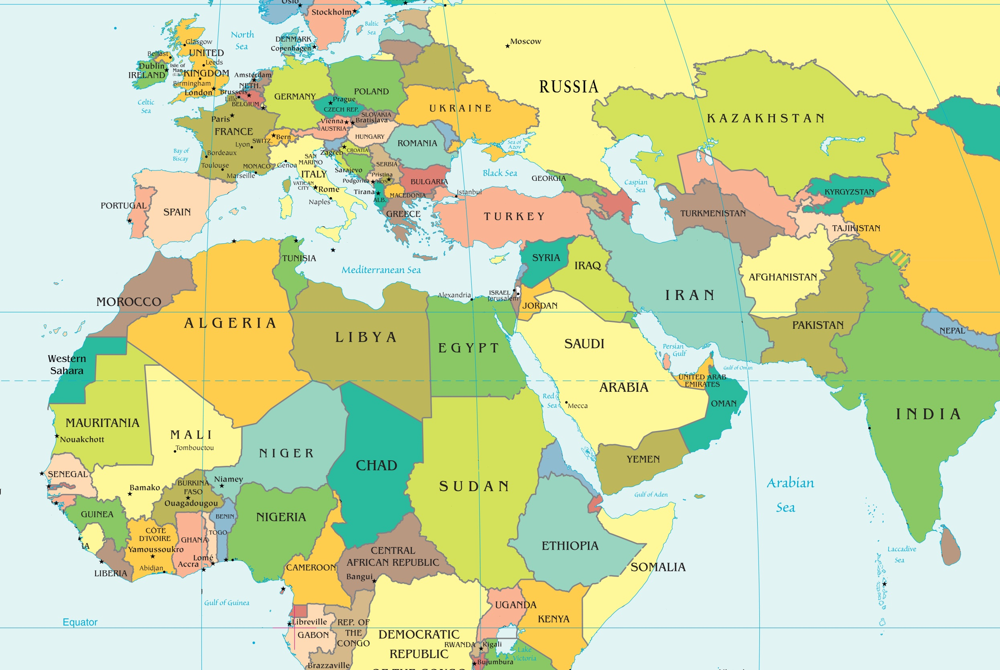 Oslo
Stockholm
Baltic
Sea
North
Sea
DENMARK
Copenhagen
Moscow
Glasgow
Belfast
UNITED
KINGDOM
Leeds
Dublin
IRELAND
Isle of
Man
(U.K.)
Birmingham
London
Celtic
Sea
Amsterdam
NETH.
Brussels
Lille
BELGIUM
GERMANY
POLAND
RUSSIA
Prague
CZECH REP.
UKRAINE
KAZAKHSTAN
Paris
FRANCE
SLOVAKIA
Vienna
Bratislava
AUSTRIA
SWITZ.
Bern
HUNGARY
ROMANIA
Sea of
Azov
Lyon
Bay of
Biscay
Bordeaux
Toulouse
MONACO
Marseille
Genoa
SAN
MARINO
Zagreb
CROATIA
SERBIA
Sarajevo
ITALY
VATICAN
CITY
Rome
Naples
Pristina
Podgorica
KOS.
BULGARIA
Tirana
ALB.
MACEDONIA
Istanbul
Black Sea
GEORGIA
Caspian
Sea
KYRGYZSTAN
PORTUGAL
SPAIN
GREECE
TURKEY
TURKMENISTAN
TAJIKISTAN
TUNISIA
Mediterranean Sea
SYRIA
IRAQ
IRAN
AFGHANISTAN
MOROCCO
Alexandria
ISRAEL
Jerusalem
JORDAN
ALGERIA
LIBYA
EGYPT
SAUDI
ARABIA
PAKISTAN
NEPAL
Persian
Gulf
Gulf of Oman
UNITED ARAB
EMIRATES
OMAN
Western
Sahara
Red
Sea
Mecca
INDIA
MAURITANIA
Nouakchott
MALI
Tombouctou
NIGER
CHAD
SUDAN
YEMEN
Gulf of Aden
Arabian
Sea
SENEGAL
Bamako
BURKINA
FASO
Ouagadougou
Niamey
GUINEA
NIGERIA
BENIN
TOGO
CÔTE
D'IVOIRE
GHANA
Yamoussoukro
RA
Lomé
Accra
Abidjan
LIBERIA
ETHIOPIA
SOMALIA
CENTRAL
AFRICAN REPUBLIC
CAMEROON
Bangui
Laccadive
Sea
Gulf of Guinea
UGANDA
KENYA
Equator
Libreville
GABON
REP. OF
THE
CONGO
DEMOCRATIC
REPUBLIC
OF THE CONGO
RWANDA
Kigali
Lake
Victoria
Bujumbura
Brazzaville